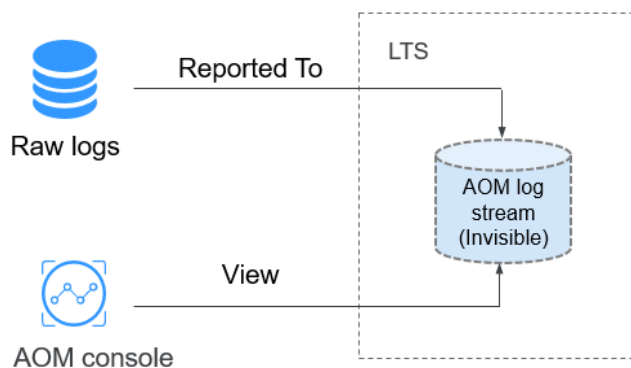 LTS
Reported To
Raw logs
AOM log
stream
(Invisible)
View
AOM console